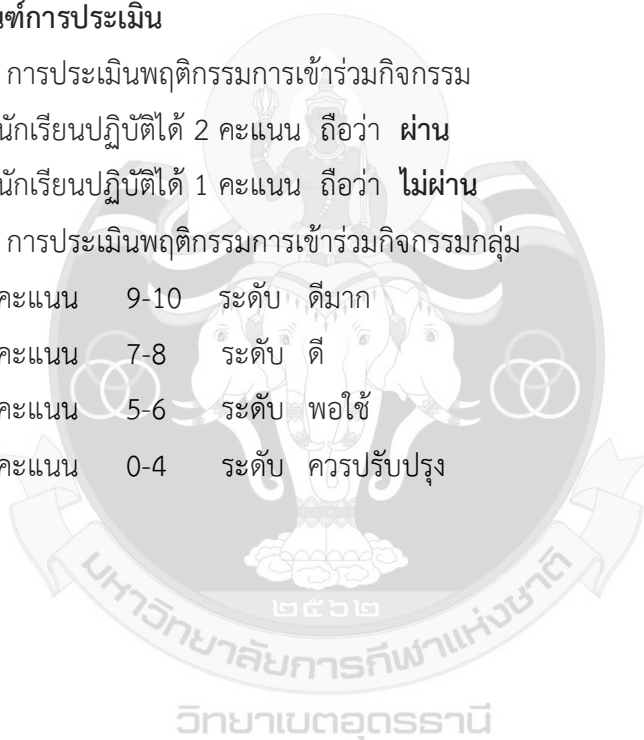 การประเมิน
การประเมินพฤติกรรมการเข้าร่วมกิจกรรม
นักเรียนปฏิบัติได้ 2 คะแนน ถือว่า ผ่าน
นักเรียนปฏิบัติได้ 1 คะแนน ถือว่า ไม่ผ่าน
การประเมินพฤติกรรมการเข้าร่วมกิจกรรมกลุ่ม
คะแนน 9-10 ระดับ ดีมาก
คะแนน 7-8 ระดับ ดี
คะแนน 5-6 ระดับ พอใช้
คะแนน 0-4 ระดับ ควรปรับปรุง
๒๕๖๒
มหาวิทยาลัยการกีฬาแห่งชาติ
วิทยาเขตอุดรธานี